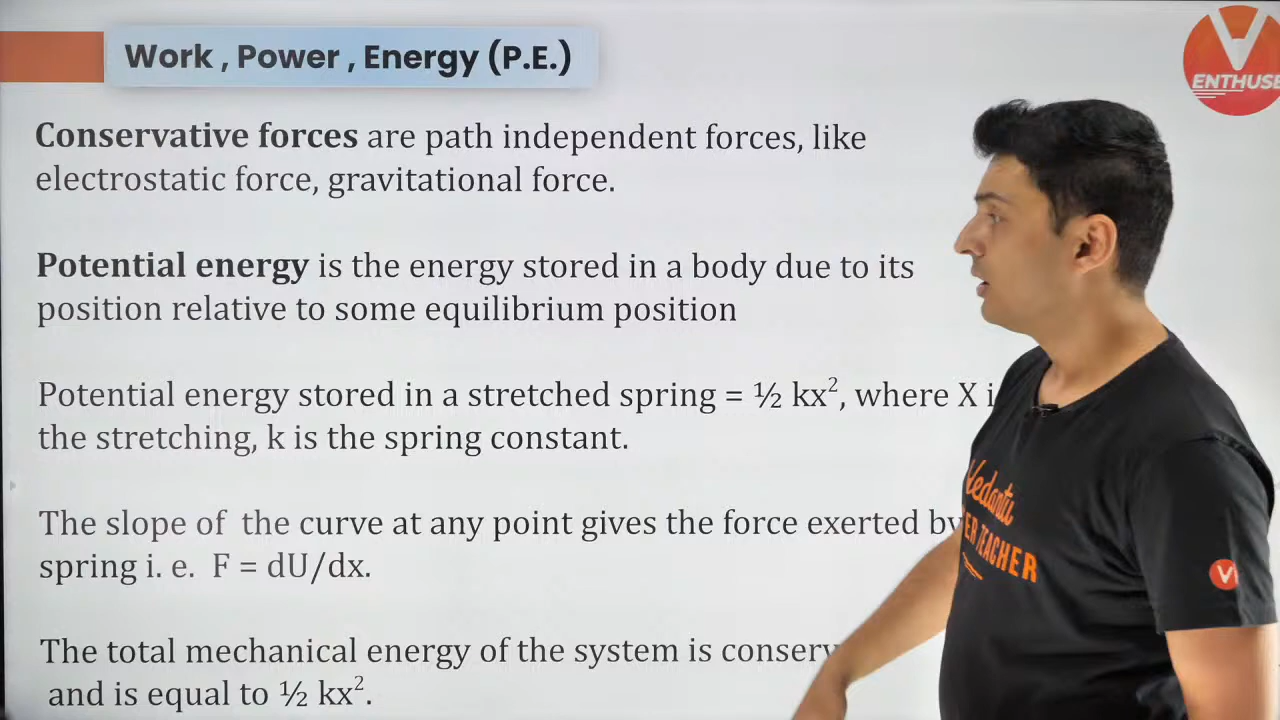 Work , Power , Energy (P.E.)
ENTHUSE
Conservative forces are path independent forces, like
electrostatic force, gravitational force.
Potential energy is the energy stored in a body due to its
position relative to some equilibrium position
Potential energy stored in a stretched spring = ½ kx², where X i
the stretching, k is the spring constant.
The slope of the curve at any point gives the force exerted by
spring i. e. F = dU/dx.
The total mechanical energy of the system is conserv
and is equal to ½ kx².
Vedantu
ER TEACHER
V